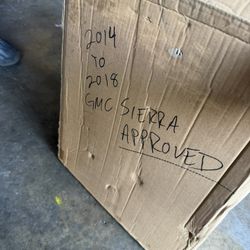 2014
TO
2018
GMC SIERRA
APPROVED